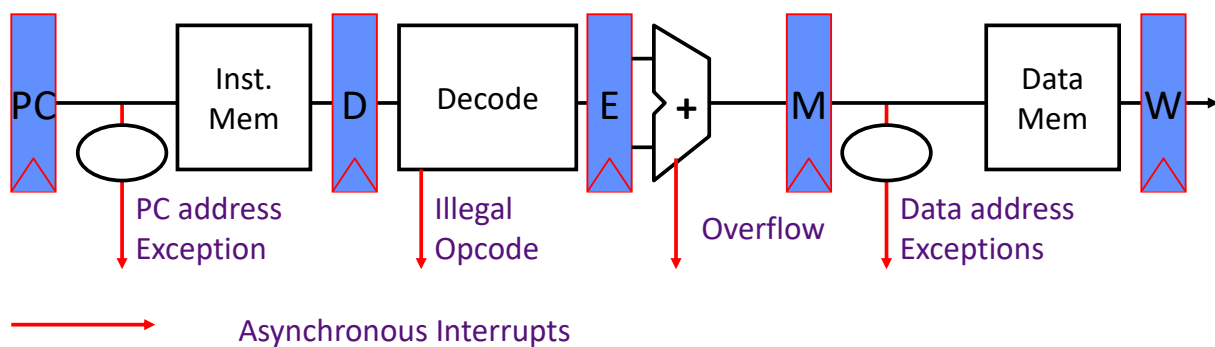 PC
Inst.
Mem
D
Decode
E
+
M
Data
Mem
W
PC address
Exception
Illegal
Opcode
Overflow
Data address
Exceptions
Asynchronous Interrupts